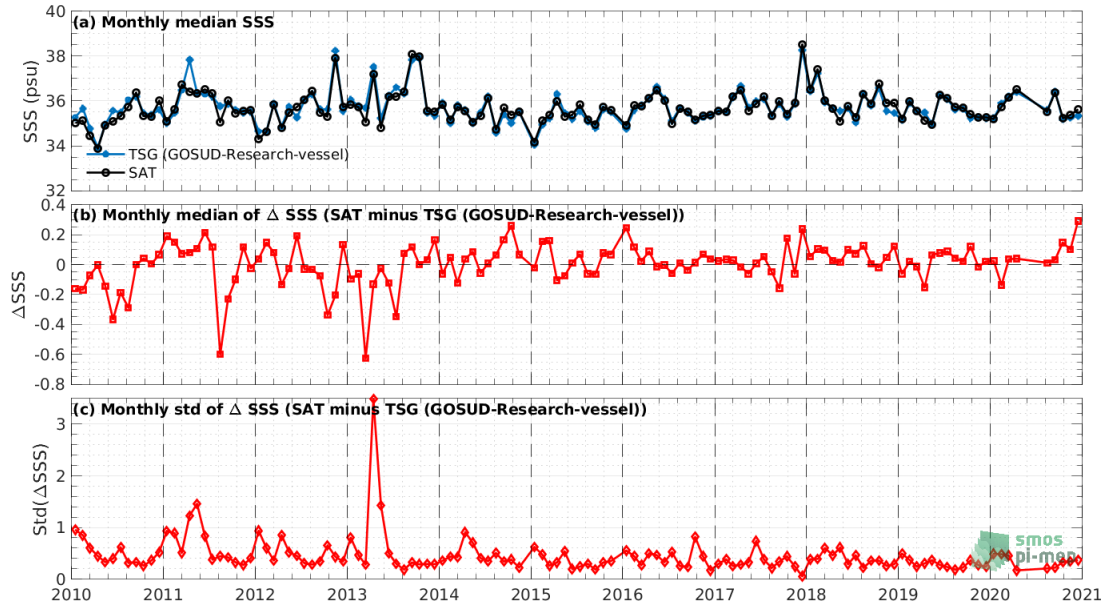 (a) Monthly median SSS
40
38
36
34
32
SSS (psu)
TSG (GOSUD-Research-vessel)
SAT
(b) Monthly median of Δ SSS (SAT minus TSG (GOSUD-Research-vessel))
0.4
0.2
0
-0.2
-0.4
-0.6
-0.8
ΔSSS
(c) Monthly std of Δ SSS (SAT minus TSG (GOSUD-Research-vessel))
3
2
1
0
Std(ΔSSS)
smos
pi-mep
2010 2011 2012 2013 2014 2015 2016 2017 2018 2019 2020 2021